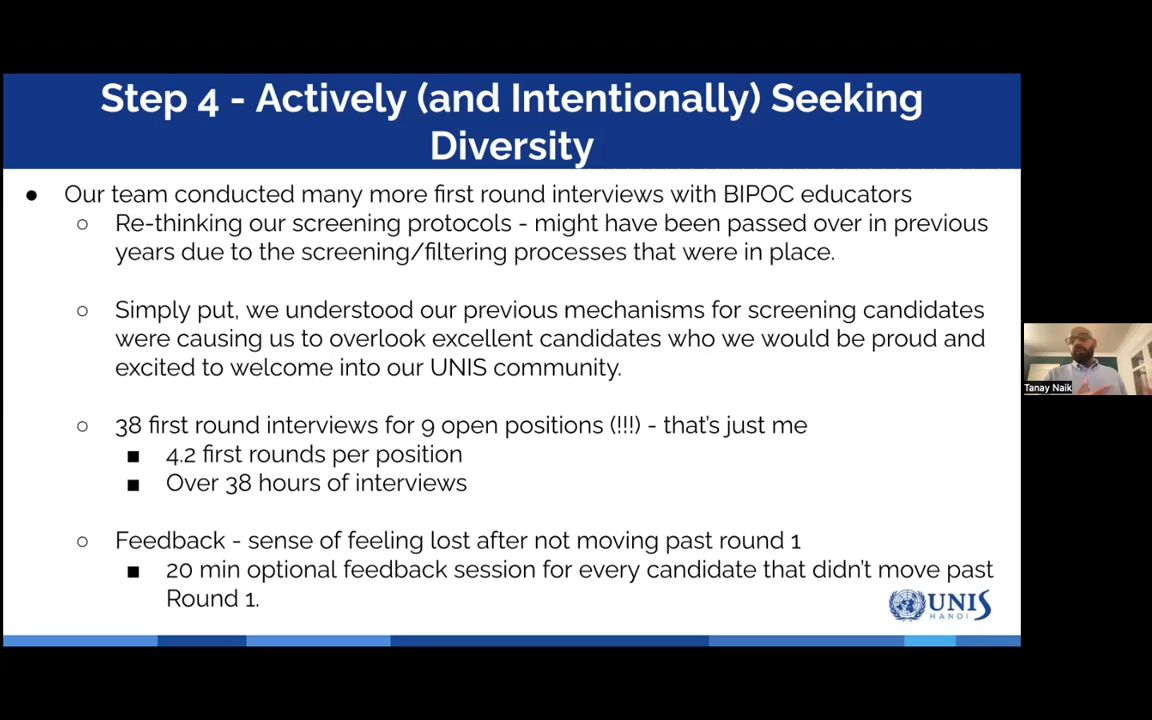 Step 4 - Actively (and Intentionally) Seeking
Diversity
● Our team conducted many more first round interviews with BIPOC educators
○ Re-thinking our screening protocols - might have been passed over in previous
years due to the screening/filtering processes that were in place.
○ Simply put, we understood our previous mechanisms for screening candidates
were causing us to overlook excellent candidates who we would be proud and
excited to welcome into our UNIS community.
○ 38 first round interviews for 9 open positions (!!!) - that's just me
■ 4.2 first rounds per position
■ Over 38 hours of interviews
○ Feedback - sense of feeling lost after not moving past round 1
■ 20 min optional feedback session for every candidate that didn't move past
Round 1.
UNIS
HANOI
Tanay Naik